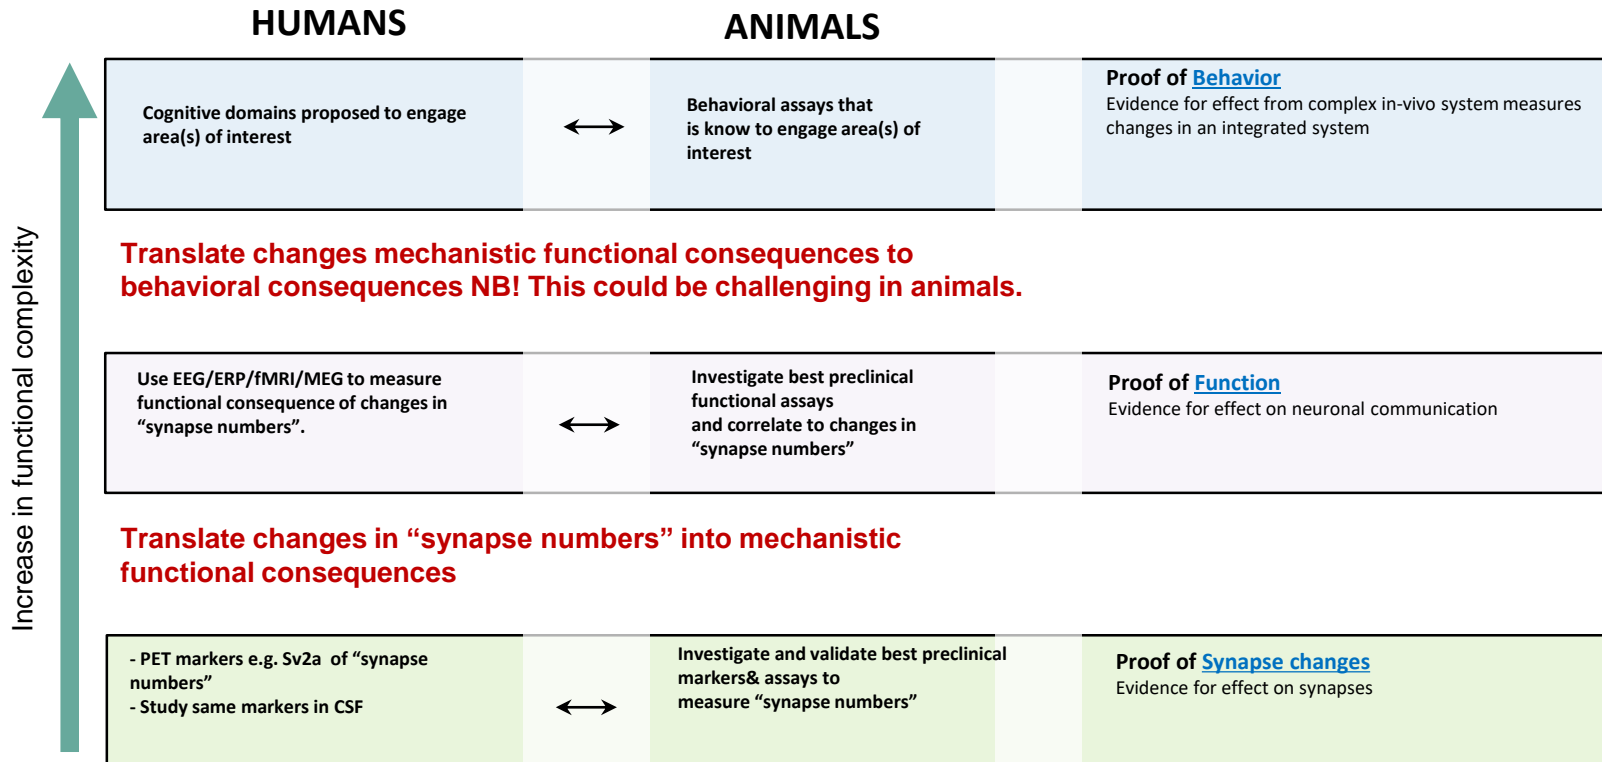 HUMANS
ANIMALS
Increase in functional complexity
Cognitive domains proposed to engage
area(s) of interest
Behavioral assays that
is know to engage area(s) of
interest
Proof of Behavior
Evidence for effect from complex in-vivo system measures
changes in an integrated system
Translate changes mechanistic functional consequences to
behavioral consequences NB! This could be challenging in animals.
Use EEG/ERP/fMRI/MEG to measure
functional consequence of changes in
“synapse numbers”.
Investigate best preclinical
functional assays
and correlate to changes in
“synapse numbers”
Proof of Function
Evidence for effect on neuronal communication
Translate changes in “synapse numbers” into mechanistic
functional consequences
- PET markers e.g. Sv2a of “synapse
numbers”
- Study same markers in CSF
Investigate and validate best preclinical
markers& assays to
measure “synapse numbers”
Proof of Synapse changes
Evidence for effect on synapses